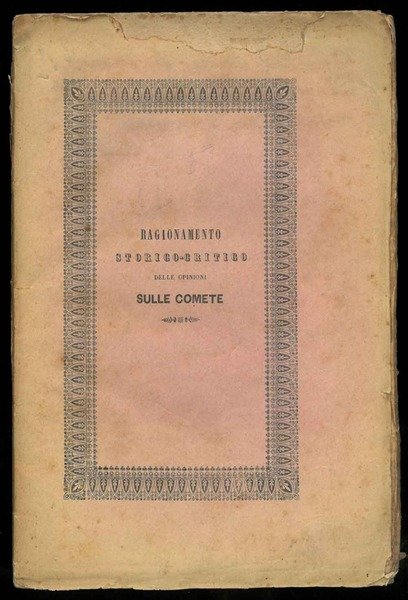 RAGIONAMENTO
STORICO-CRITICO
DELLE OPINIONI
SULLE COMETE